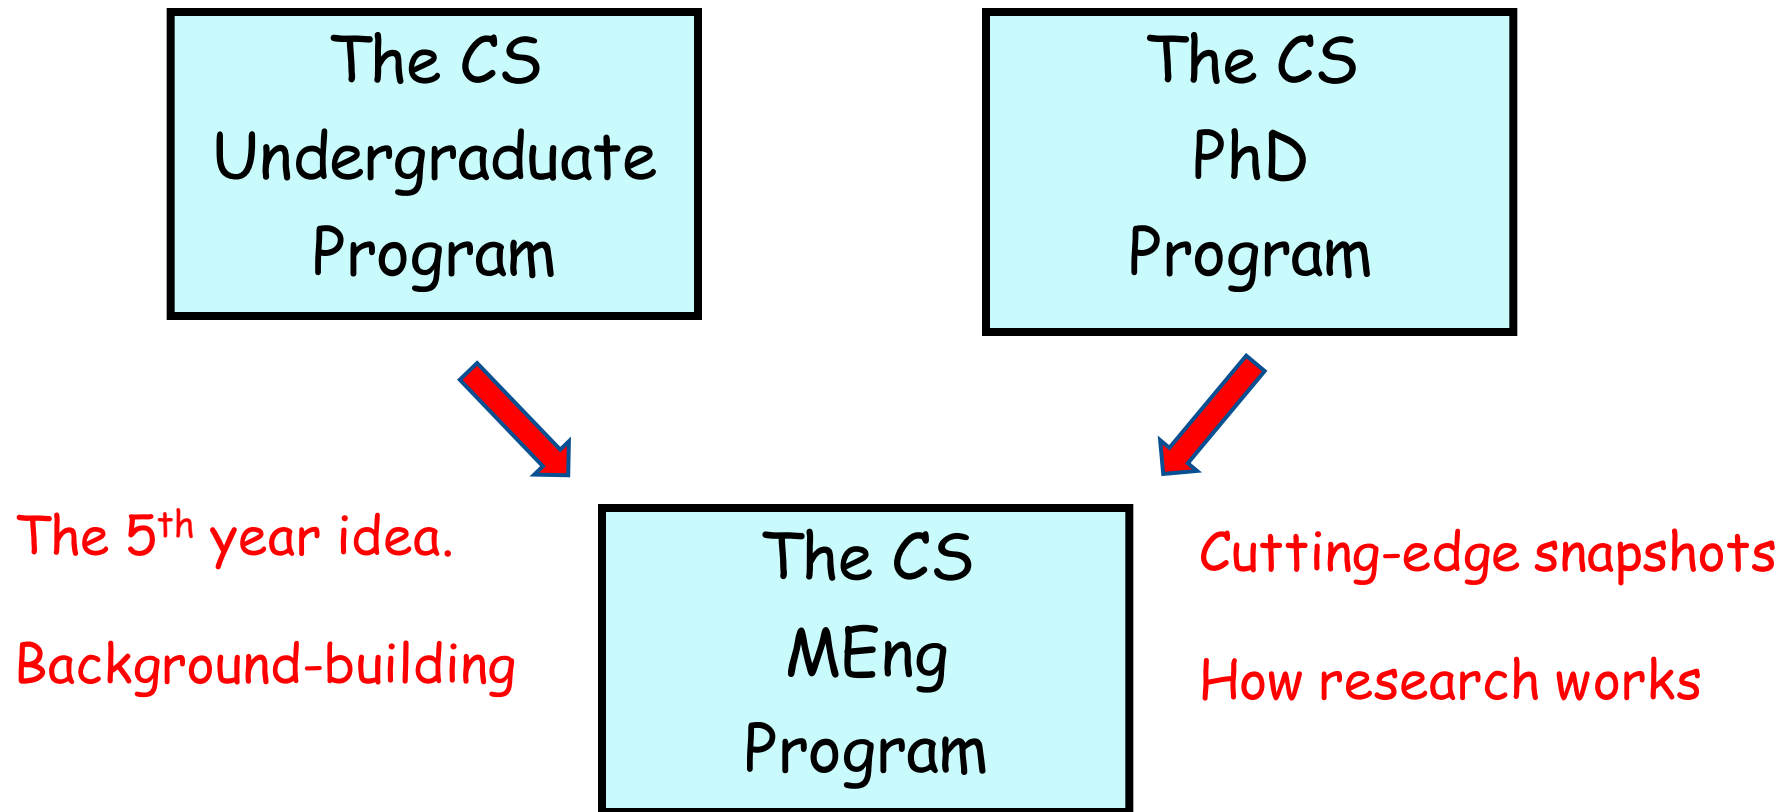 The CS
Undergraduate
Program
The CS
PhD
Program
The 5th year idea.
Background-building
The CS
MEng
Program
Cutting-edge snapshots
How research works